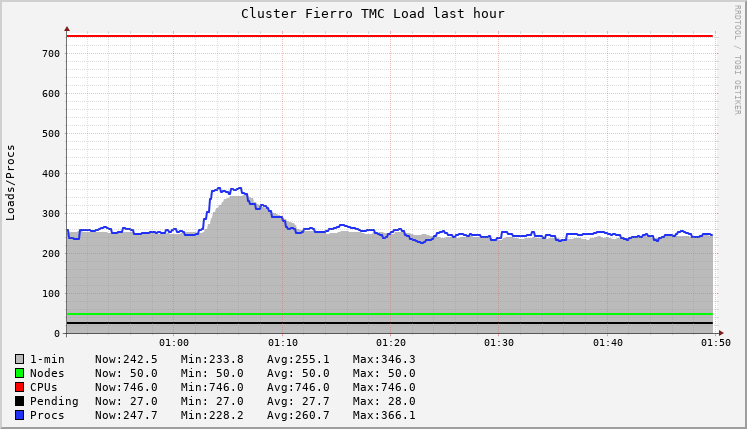 Cluster Fierro TMC Load last hour
RRDTOOL / TOBI OETIKER
Loads/Procs
700
600
500
400
300
200
100
0
01:00 01:10 01:20 01:30 01:40 01:50
1-min Now:242.5 Min:233.8 Avg:255.1 Max:346.3
Nodes Now: 50.0 Min: 50.0 Avg: 50.0 Max: 50.0
CPUs Now:746.0 Min:746.0 Avg:746.0 Max:746.0
Pending Now: 27.0 Min: 27.0 Avg: 27.7 Max: 28.0
Procs Now:247.7 Min:228.2 Avg:260.7 Max:366.1